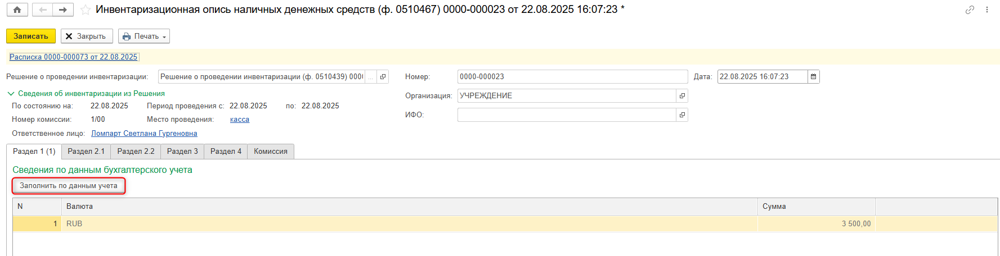 Инвентаризационная опись наличных денежных средств (ф. 0510467) 0000-000023 от 22.08.2025 16:07:23 *
Записать Закрыть Печать
Расписка 0000-000073 от 22.08.2025
Решение о проведении инвентаризации: Решение о проведении инвентаризации (ф. 0510439) 000 ... Номер: 0000-000023 Дата: 22.08.2025 16:07:23
Сведения об инвентаризации из Решения Организация: УЧРЕЖДЕНИЕ
По состоянию на: 22.08.2025 Период проведения с: 22.08.2025 по: 22.08.2025
Номер комиссии: 1/00 Место проведения: касса ИФО:
Ответственное лицо: Ломпарт Светлана Гургеновна
Раздел 1 (1) Раздел 2.1 Раздел 2.2 Раздел 3 Раздел 4 Комиссия
Сведения по данным бухгалтерского учета
Заполнить по данным учета
N Валюта Сумма
1 RUB 3 500,00